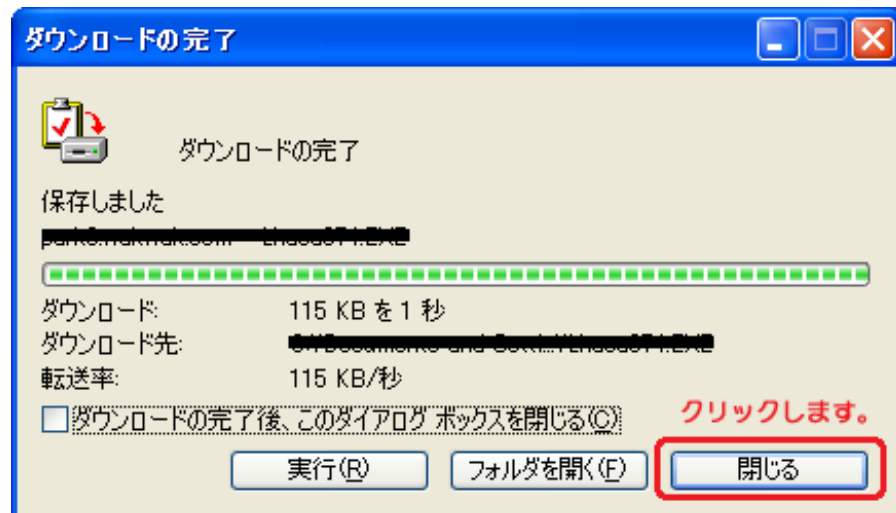 ダウンロードの完了
ダウンロードの完了
保存しました
ダウンロード: 115 KB を 1 秒
ダウンロード先:
転送率: 115 KB/秒
ダウンロードの完了後、このダイアログ ボックスを閉じる(C)
クリックします。
実行(R) フォルダを開く(F) 閉じる